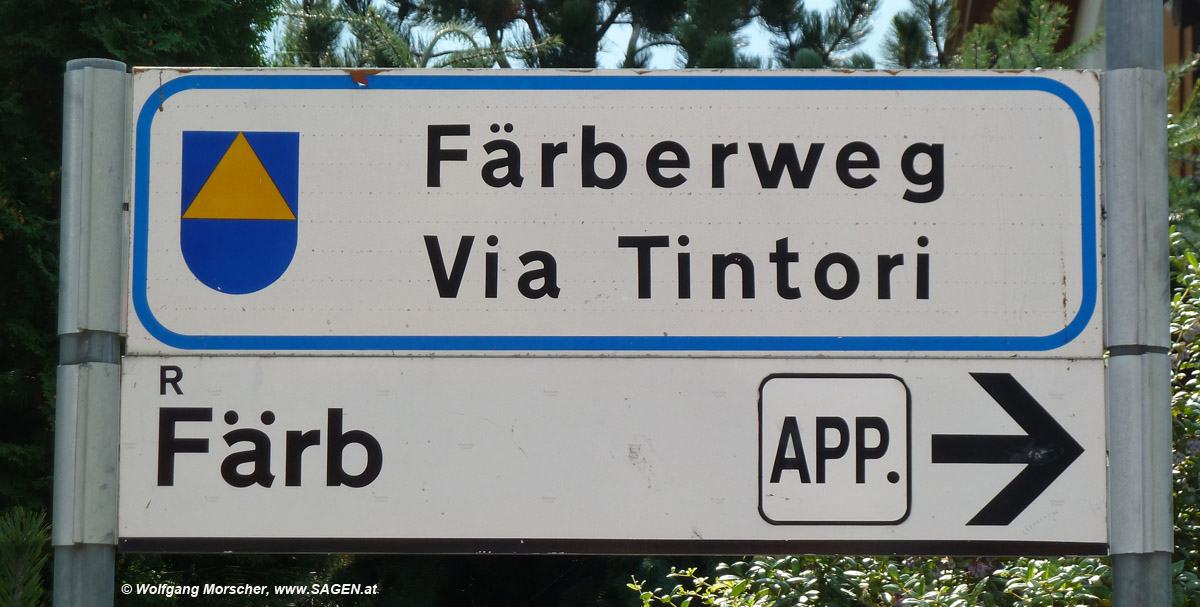 Färberweg
Via Tintori
R
Färb
APP.
© Wolfgang Morscher, www.SAGEN.at